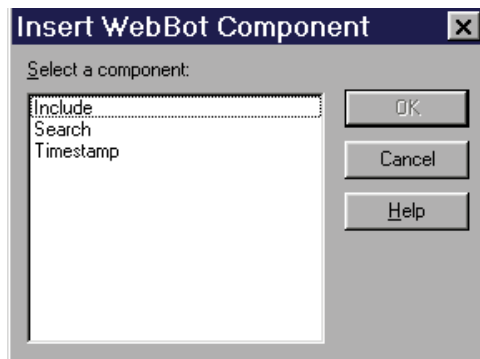 Insert WebBot Component
Select a component:
Include
Search
Timestamp
OK
Cancel
Help